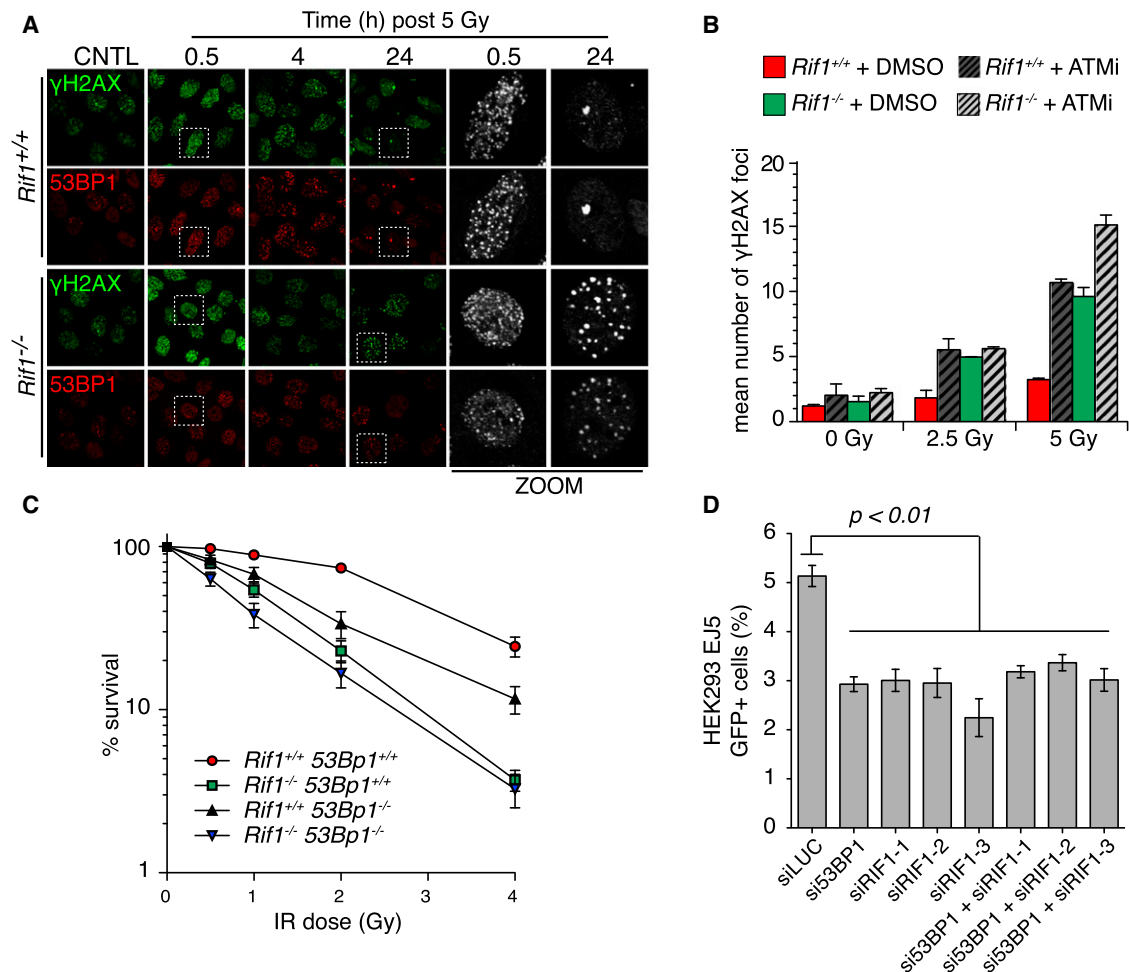 A
Time (h) post 5 Gy
CNTL 0.5 4 24 0.5 24
Rif1+/+
γH2AX
53BP1
Rif1-/-
γH2AX
53BP1
ZOOM
B
Rif1+/+ + DMSO Rif1+/+ + ATMi
Rif1-/- + DMSO Rif1-/- + ATMi
mean number of γH2AX foci
20
15
10
5
0
0 Gy 2.5 Gy 5 Gy
C
% survival
100
10
1
Rif1+/+ 53Bp1+/+
Rif1-/- 53Bp1+/+
Rif1+/+ 53Bp1-/-
Rif1-/- 53Bp1-/-
0 1 2 3 4
IR dose (Gy)
D
p < 0.01
HEK293 EJ5
GFP+ cells (%)
6
5
4
3
2
1
0
siLUC
si53BP1
siRIF1-1
siRIF1-2
siRIF1-3
si53BP1 + siRIF1-1
si53BP1 + siRIF1-2
si53BP1 + siRIF1-3